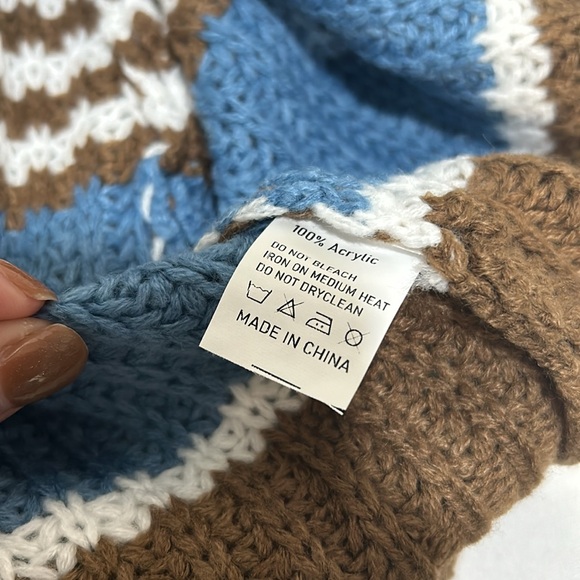 100% Acrylic
DO NOT BLEACH
IRON ON MEDIUM HEAT
DO NOT DRYCLEAN
MADE IN CHINA